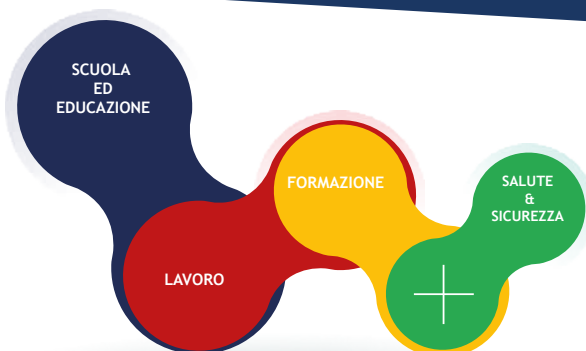 SCUOLA
ED
EDUCAZIONE
FORMAZIONE
SALUTE
&
SICUREZZA
LAVORO